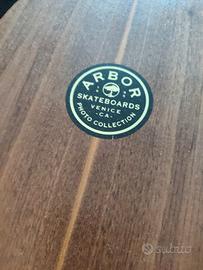 ARBOR
SKATEBOARDS
VENICE
-CA-
PHOTO COLLECTION
subito